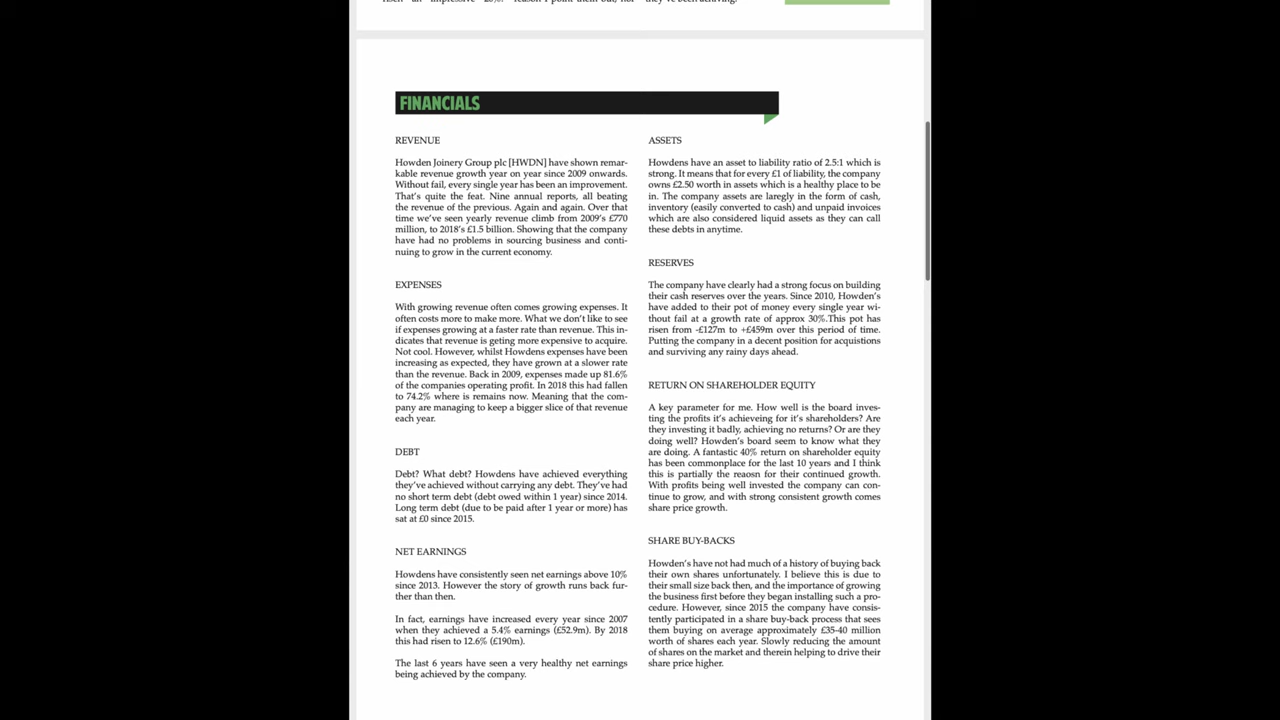 risen an impressive 20%. reason I point them out, nor they've been achiving.
FINANCIALS
REVENUE
Howden Joinery Group plc [HWDN] have shown remar-
kable revenue growth year on year since 2009 onwards.
Without fail, every single year has been an improvement.
That's quite the feat. Nine annual reports, all beating
the revenue of the previous. Again and again. Over that
time we've seen yearly revenue climb from 2009's £770
million, to 2018's £1.5 billion. Showing that the company
have had no problems in sourcing business and conti-
nuing to grow in the current economy.
EXPENSES
With growing revenue often comes growing expenses. It
often costs more to make more. What we don't like to see
if expenses growing at a faster rate than revenue. This in-
dicates that revenue is geting more expensive to acquire.
Not cool. However, whilst Howdens expenses have been
increasing as expected, they have grown at a slower rate
than the revenue. Back in 2009, expenses made up 81.6%
of the companies operating profit. In 2018 this had fallen
to 74.2% where is remains now. Meaning that the com-
pany are managing to keep a bigger slice of that revenue
each year.
DEBT
Debt? What debt? Howdens have achieved everything
they've achieved without carrying any debt. They've had
no short term debt (debt owed within 1 year) since 2014.
Long term debt (due to be paid after 1 year or more) has
sat at £0 since 2015.
NET EARNINGS
Howdens have consistently seen net earnings above 10%
since 2013. However the story of growth runs back fur-
ther than then.
In fact, earnings have increased every year since 2007
when they achieved a 5.4% earnings (£52.9m). By 2018
this had risen to 12.6% (£190m).
The last 6 years have seen a very healthy net earnings
being achieved by the company.
ASSETS
Howdens have an asset to liability ratio of 2.5:1 which is
strong. It means that for every £1 of liability, the company
owns £2.50 worth in assets which is a healthy place to be
in. The company assets are laregly in the form of cash,
inventory (easily converted to cash) and unpaid invoices
which are also considered liquid assets as they can call
these debts in anytime.
RESERVES
The company have clearly had a strong focus on building
their cash reserves over the years. Since 2010, Howden's
have added to their pot of money every single year wi-
thout fail at a growth rate of approx 30%.This pot has
risen from -£127m to +£459m over this period of time.
Putting the company in a decent position for acquistions
and surviving any rainy days ahead.
RETURN ON SHAREHOLDER EQUITY
A key parameter for me. How well is the board inves-
ting the profits it's achieveing for it's shareholders? Are
they investing it badly, achieving no returns? Or are they
doing well? Howden's board seem to know what they
are doing. A fantastic 40% return on shareholder equity
has been commonplace for the last 10 years and I think
this is partially the reaosn for their continued growth.
With profits being well invested the company can con-
tinue to grow, and with strong consistent growth comes
share price growth.
SHARE BUY-BACKS
Howden's have not had much of a history of buying back
their own shares unfortunately. I believe this is due to
their small size back then, and the importance of growing
the business first before they began installing such a pro-
cedure. However, since 2015 the company have consis-
tently participated in a share buy-back process that sees
them buying on average approximately £35-40 million
worth of shares each year. Slowly reducing the amount
of shares on the market and therein helping to drive their
share price higher.